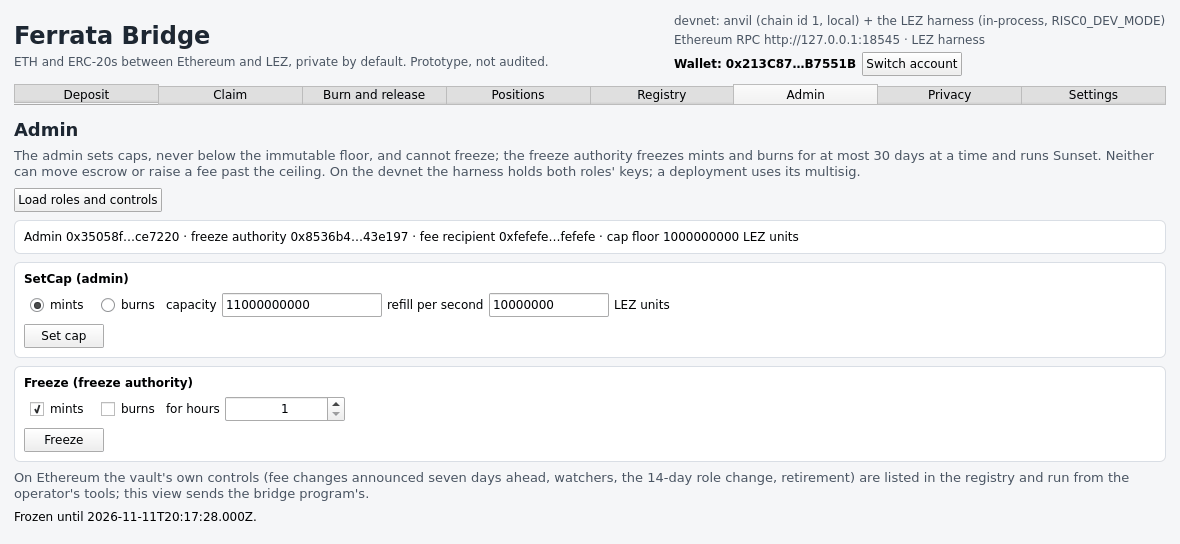 Ferrata Bridge
ETH and ERC-20s between Ethereum and LEZ, private by default. Prototype, not audited.
devnet: anvil (chain id 1, local) + the LEZ harness (in-process, RISC0_DEV_MODE)
Ethereum RPC http://127.0.0.1:18545 · LEZ harness
Wallet: 0x213C87…B7551B Switch account
Deposit Claim Burn and release Positions Registry Admin Privacy Settings
Admin
The admin sets caps, never below the immutable floor, and cannot freeze; the freeze authority freezes mints and burns for at most 30 days at a time and runs Sunset. Neither
can move escrow or raise a fee past the ceiling. On the devnet the harness holds both roles' keys; a deployment uses its multisig.
Load roles and controls
Admin 0x35058f…ce7220 · freeze authority 0x8536b4…43e197 · fee recipient 0xfefefe…fefefe · cap floor 1000000000 LEZ units
SetCap (admin)
mints burns capacity 11000000000 refill per second 10000000 LEZ units
Set cap
Freeze (freeze authority)
mints burns for hours 1
Freeze
On Ethereum the vault's own controls (fee changes announced seven days ahead, watchers, the 14-day role change, retirement) are listed in the registry and run from the
operator's tools; this view sends the bridge program's.
Frozen until 2026-11-11T20:17:28.000Z.